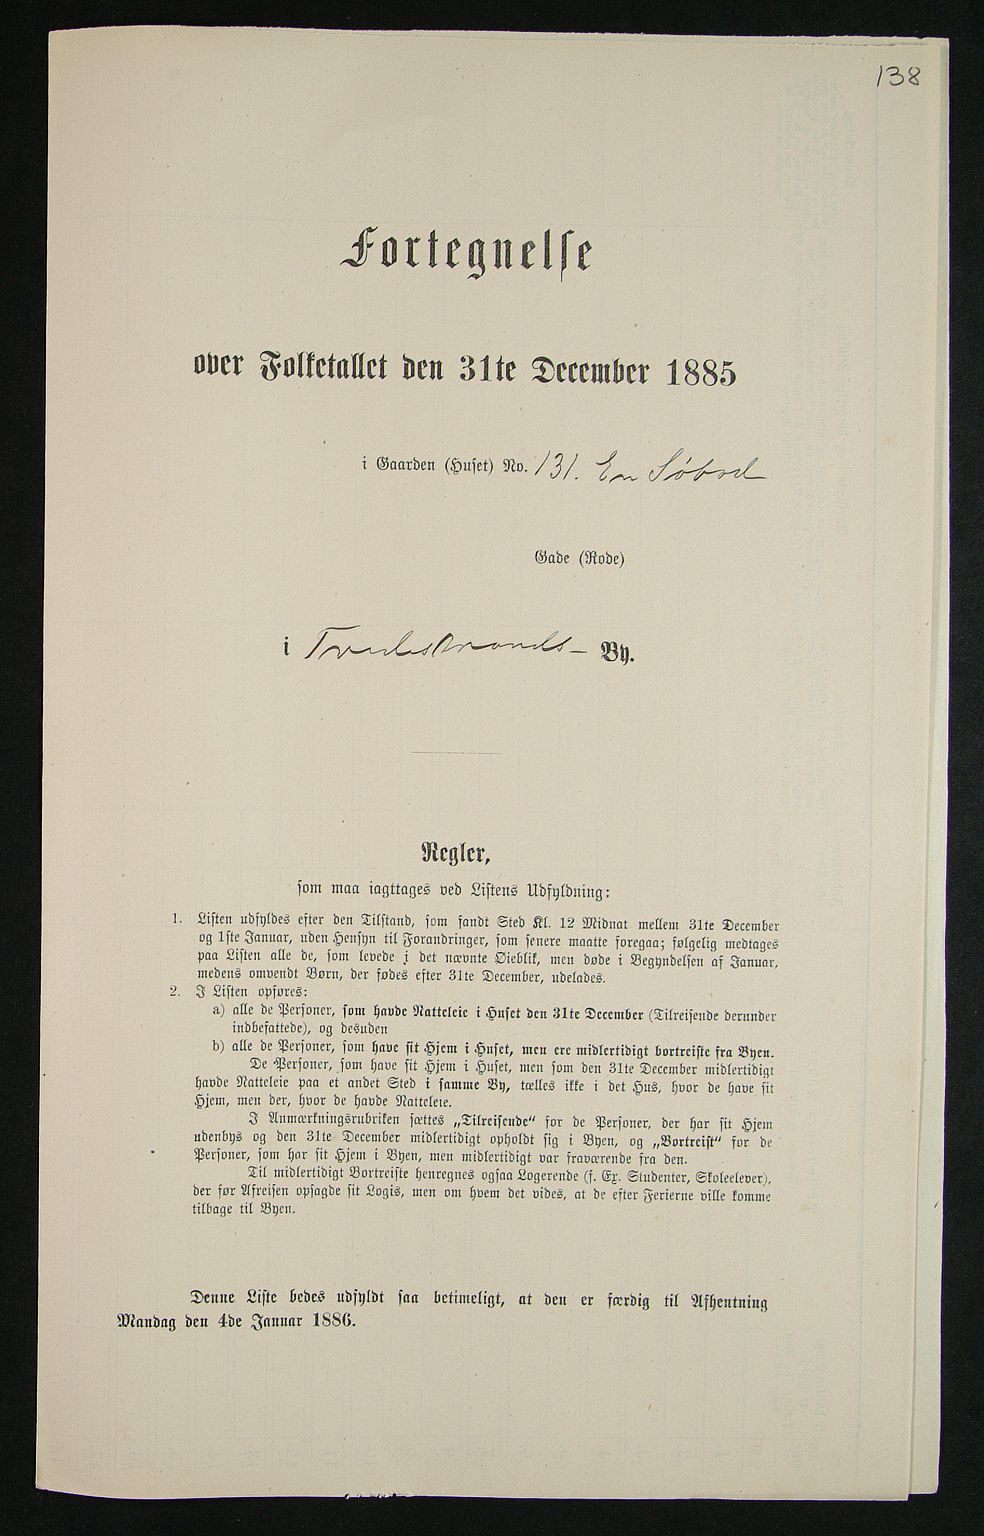 138
Fortegnelse
over Folketallet den 31te December 1885
i Gaarden (Huset) No. 131. En Søbod
Gade (Rode)
i Tvedestrands By.
Regler,
som maa iagttages ved Listens Udfyldning:
1. Listen udfyldes efter den Tilstand, som fandt Sted Kl. 12 Midnat mellem 31te December
og 1ste Januar, uden Hensyn til Forandringer, som senere maatte foregaa; følgelig medtages
paa Listen alle de, som levede i det nævnte Øieblik, men døde i Begyndelsen af Januar,
medens omvendt Børn, der fødes efter 31te December, udelades.
2. I Listen opføres:
a) alle de Personer, som havde Natteleie i Huset den 31te December (Tilreisende derunder
indbefattede), og desuden
b) alle de Personer, som have sit Hjem i Huset, men ere midlertidigt bortreiste fra Byen.
De Personer, som have sit Hjem i Huset, men som den 31te December midlertidigt
havde Natteleie paa et andet Sted i samme By, tælles ikke i det Hus, hvor de have sit
Hjem, men der, hvor de havde Natteleie.
I Anmærkningsrubriken sættes „Tilreisende“ for de Personer, der har sit Hjem
udenbys og den 31te December midlertidigt opholdt sig i Byen, og „Bortreist“ for de
Personer, som har sit Hjem i Byen, men midlertidigt var fraværende fra den.
Til midlertidigt Bortreiste henregnes ogsaa Logerende (f. Ex. Studenter, Skoleelever),
der før Afreisen opsagde sit Logis, men om hvem det vides, at de efter Ferierne ville komme
tilbage til Byen.
Denne Liste bedes udfyldt saa betimeligt, at den er færdig til Afhentning
Mandag den 4de Januar 1886.